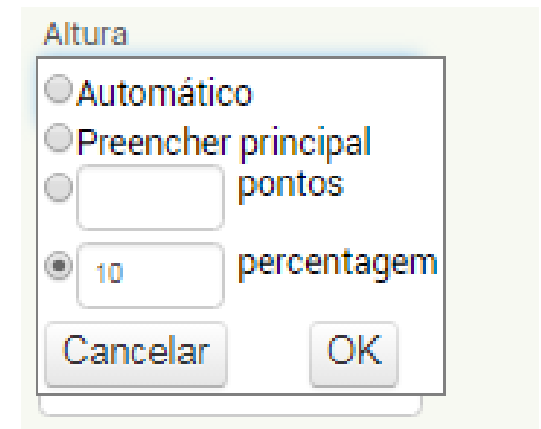 Altura
Automático
Preencher principal
pontos
10 percentagem
Cancelar OK